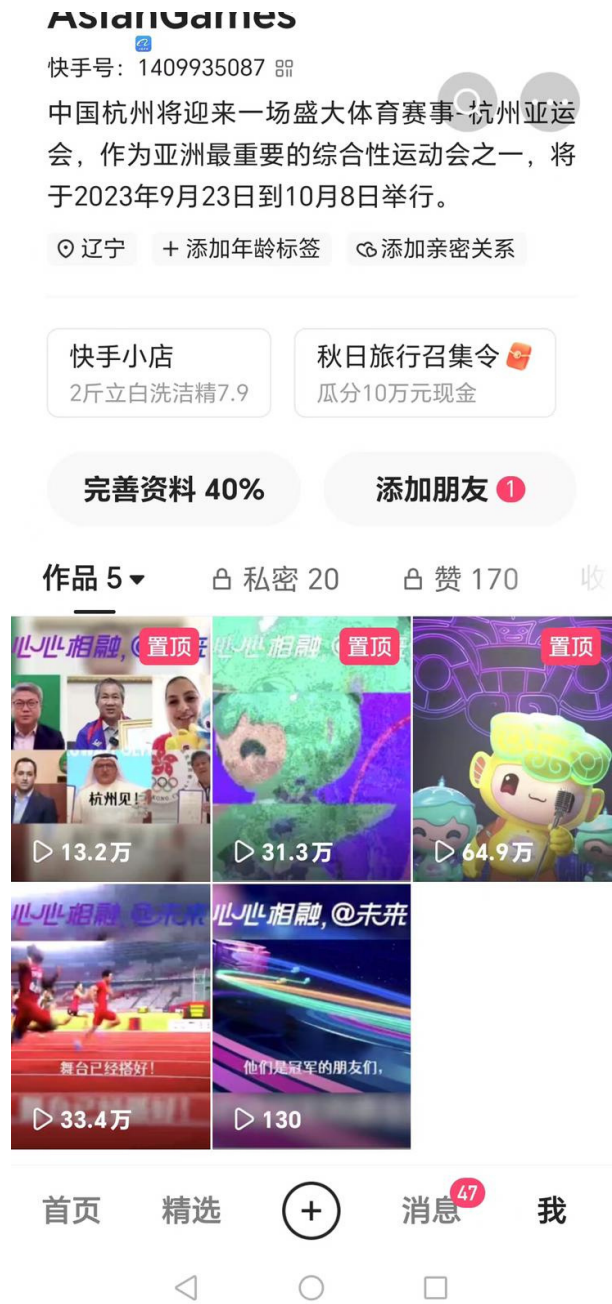 AsianGames
快手号：1409935087
中国杭州将迎来一场盛大体育赛事-杭州亚运
会，作为亚洲最重要的综合性运动会之一，将
于2023年9月23日到10月8日举行。
辽宁
+ 添加年龄标签
添加亲密关系
快手小店
2斤立白洗洁精7.9
秋日旅行召集令
瓜分10万元现金
完善资料 40%
添加朋友 1
作品 5
私密 20
赞 170
收
心心相融,@
置顶
杭州见!
13.2万
心心相融 @未来
置顶
31.3万
置顶
64.9万
心心相融,@未来
舞台已经搭好!
33.4万
心心相融,@未来
他们是冠军的朋友们,
130
首页
精选
消息
47
我